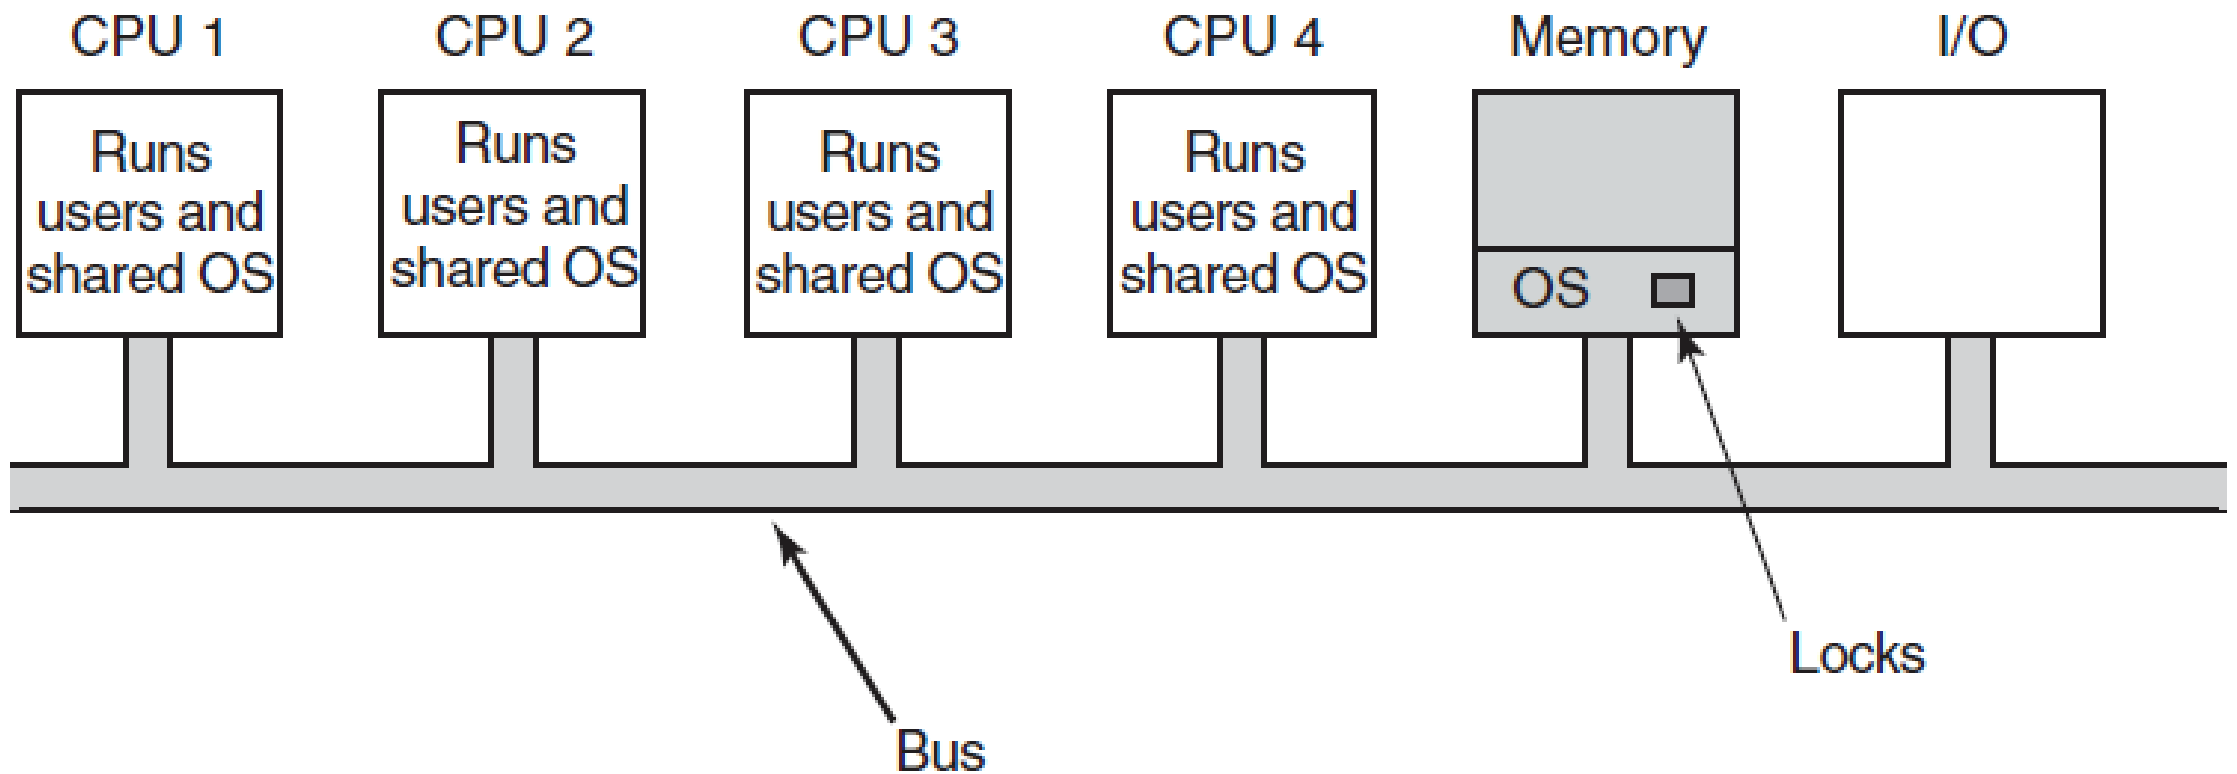 CPU 1
CPU 2
CPU 3
CPU 4
Memory
I/O
Runs
users and
shared OS
Runs
users and
shared OS
Runs
users and
shared OS
Runs
users and
shared OS
OS
Locks
Bus